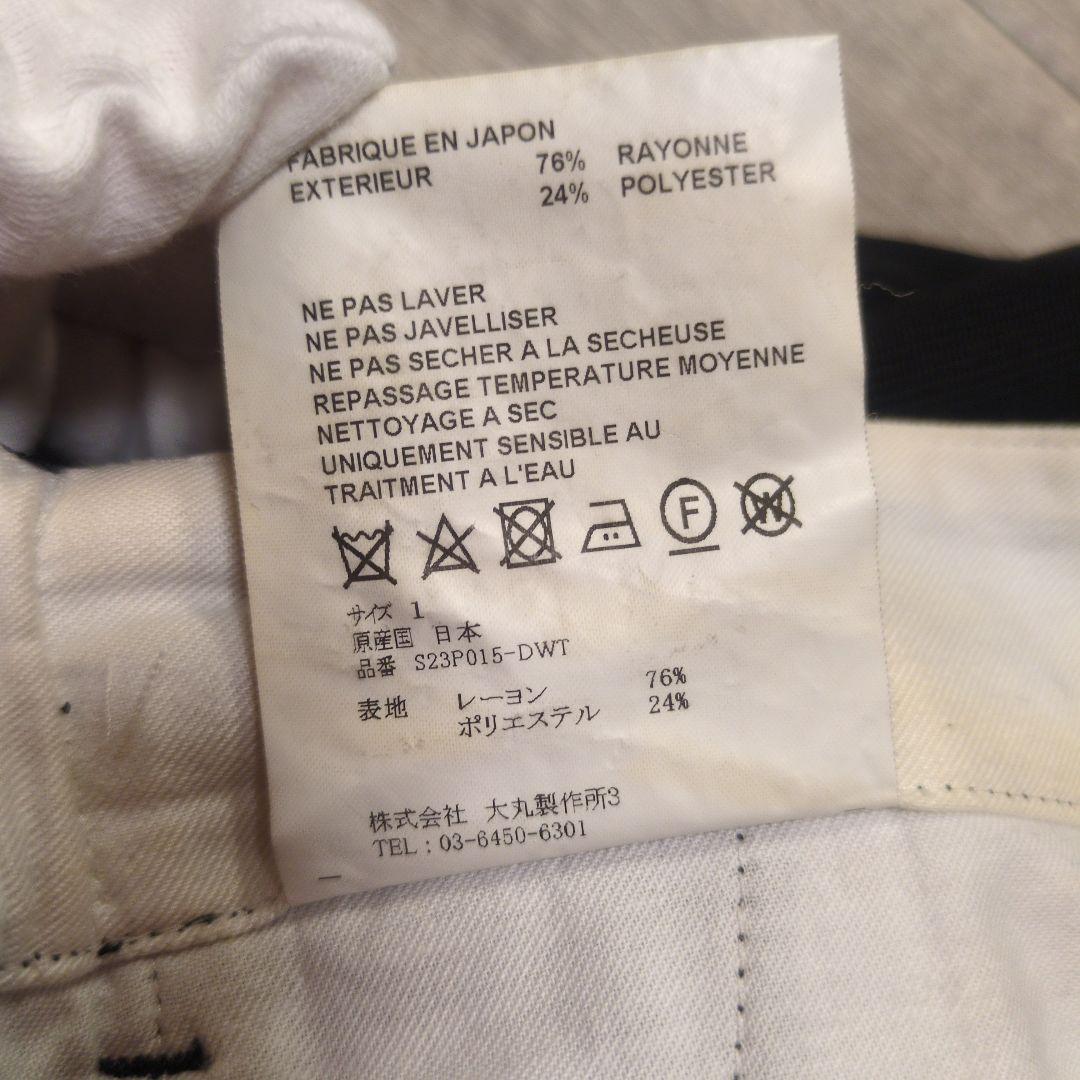 FABRIQUE EN JAPON
EXTERIEUR 76% RAYONNE
24% POLYESTER
NE PAS LAVER
NE PAS JAVELLISER
NE PAS SECHER A LA SECHEUSE
REPASSAGE TEMPERATURE MOYENNE
NETTOYAGE A SEC
UNIQUEMENT SENSIBLE AU
TRAITMENT A L'EAU
F W
サイズ 1
原産国 日本
品番 S23P015-DWT
表地 レーヨン 76%
ポリエステル 24%
株式会社 大丸製作所3
TEL：03-6450-6301